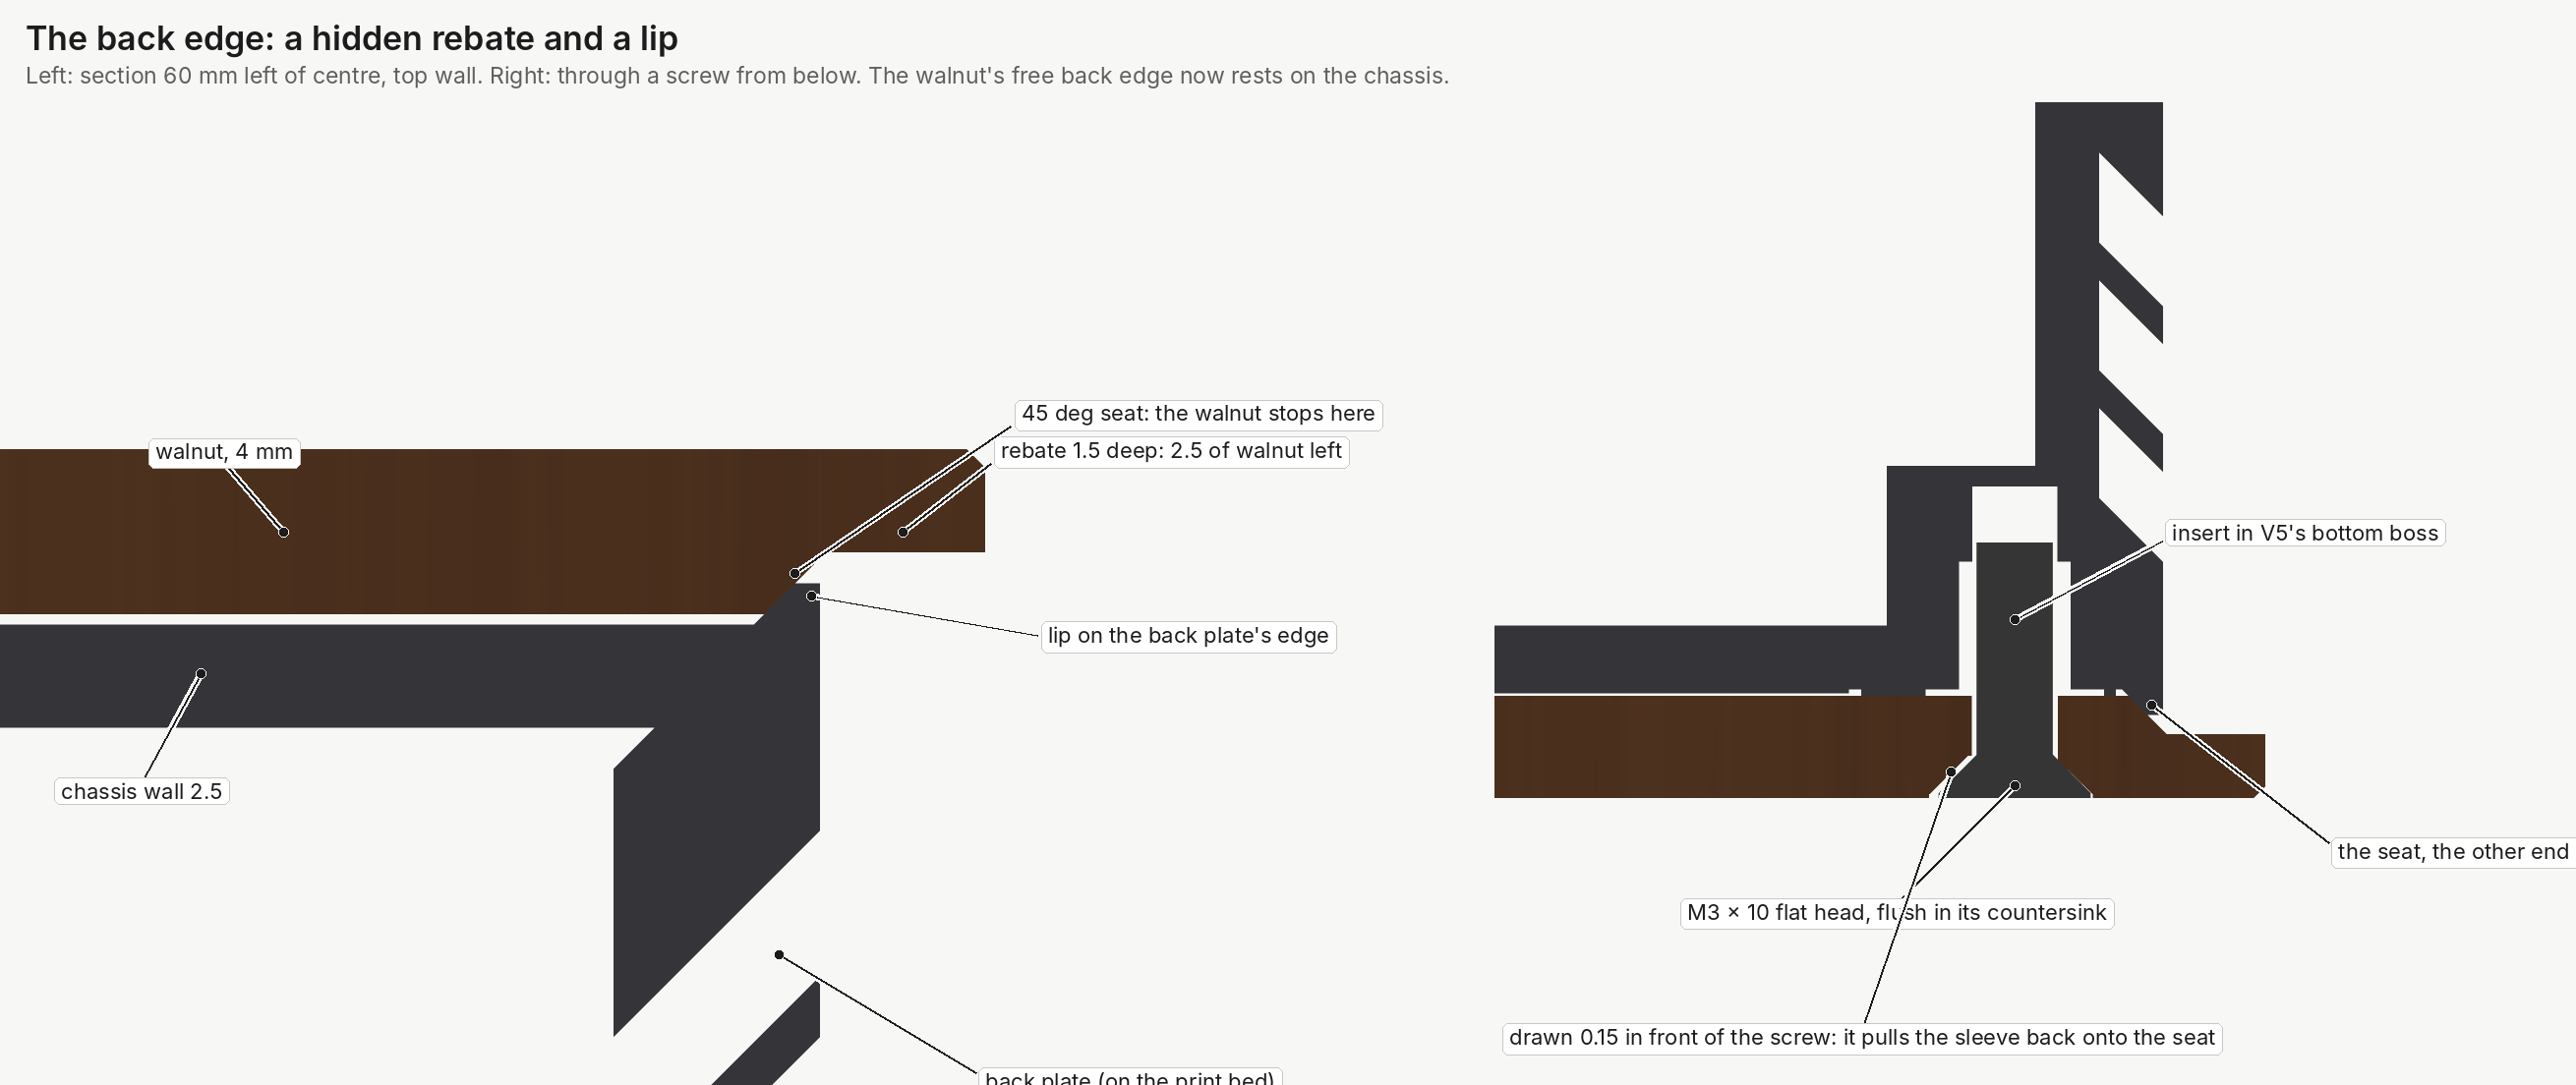 The back edge: a hidden rebate and a lip
Left: section 60 mm left of centre, top wall. Right: through a screw from below. The walnut's free back edge now rests on the chassis.
45 deg seat: the walnut stops here
walnut, 4 mm
rebate 1.5 deep: 2.5 of walnut left
insert in V5's bottom boss
lip on the back plate's edge
chassis wall 2.5
the seat, the other end
M3 × 10 flat head, flush in its countersink
drawn 0.15 in front of the screw: it pulls the sleeve back onto the seat
back plate (on the print bed)